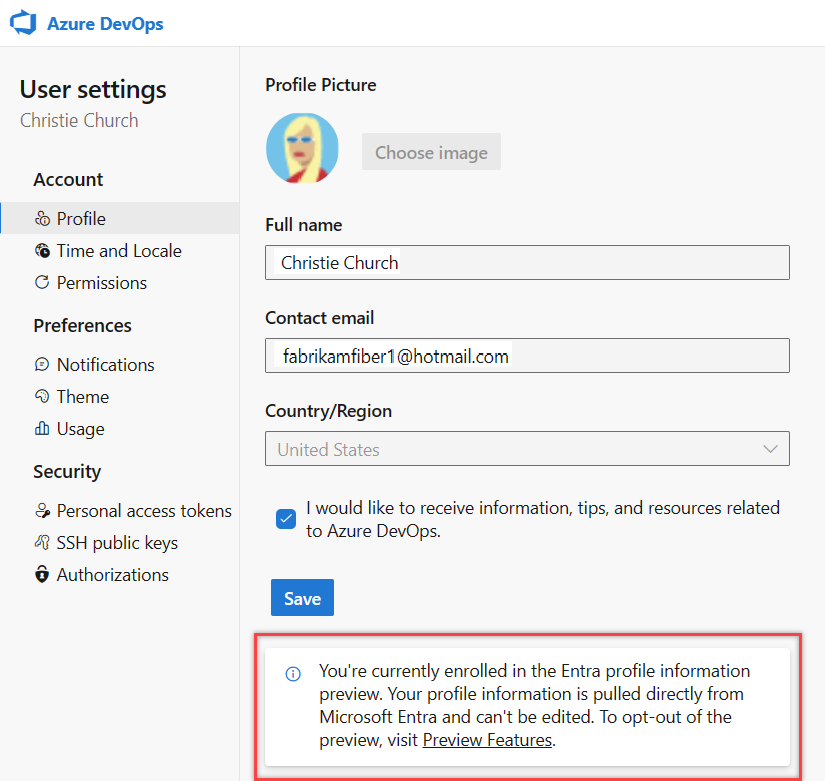 Azure DevOps
User settings
Christie Church
Account
Profile
Time and Locale
Permissions
Preferences
Notifications
Theme
Usage
Security
Personal access tokens
SSH public keys
Authorizations
Profile Picture
Choose image
Full name
Christie Church
Contact email
fabrikamfiber1@hotmail.com
Country/Region
United States
I would like to receive information, tips, and resources related
to Azure DevOps.
Save
You're currently enrolled in the Entra profile information
preview. Your profile information is pulled directly from
Microsoft Entra and can't be edited. To opt-out of the
preview, visit Preview Features.